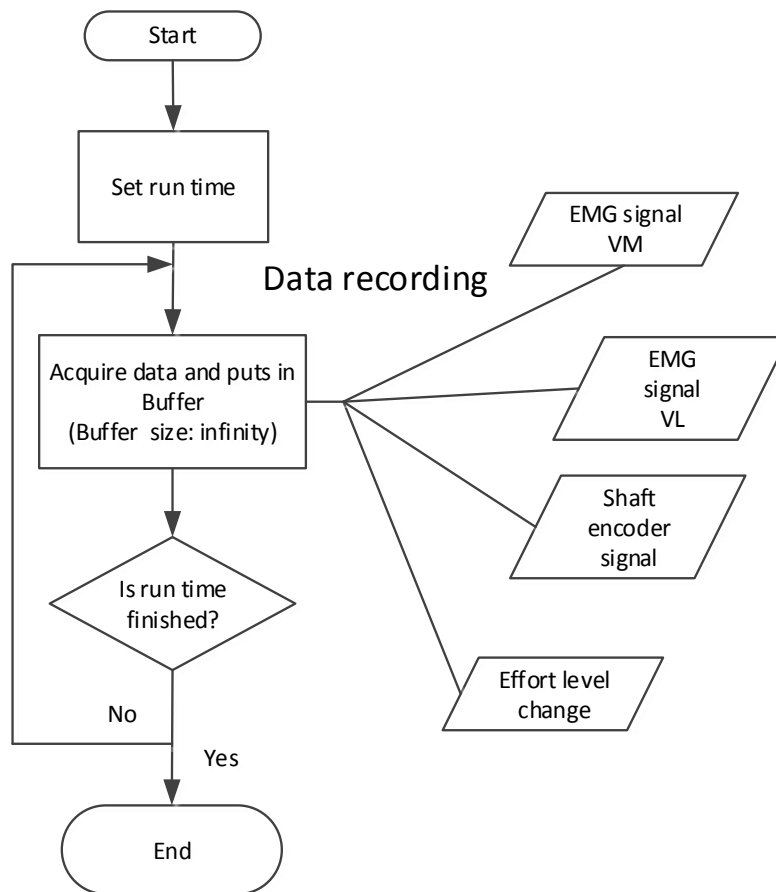 Start
Set run time
Data recording
EMG signal
VM
Acquire data and puts in
Buffer
(Buffer size: infinity)
EMG
signal
VL
Shaft
encoder
signal
Is run time
finished?
Effort level
change
No
Yes
End